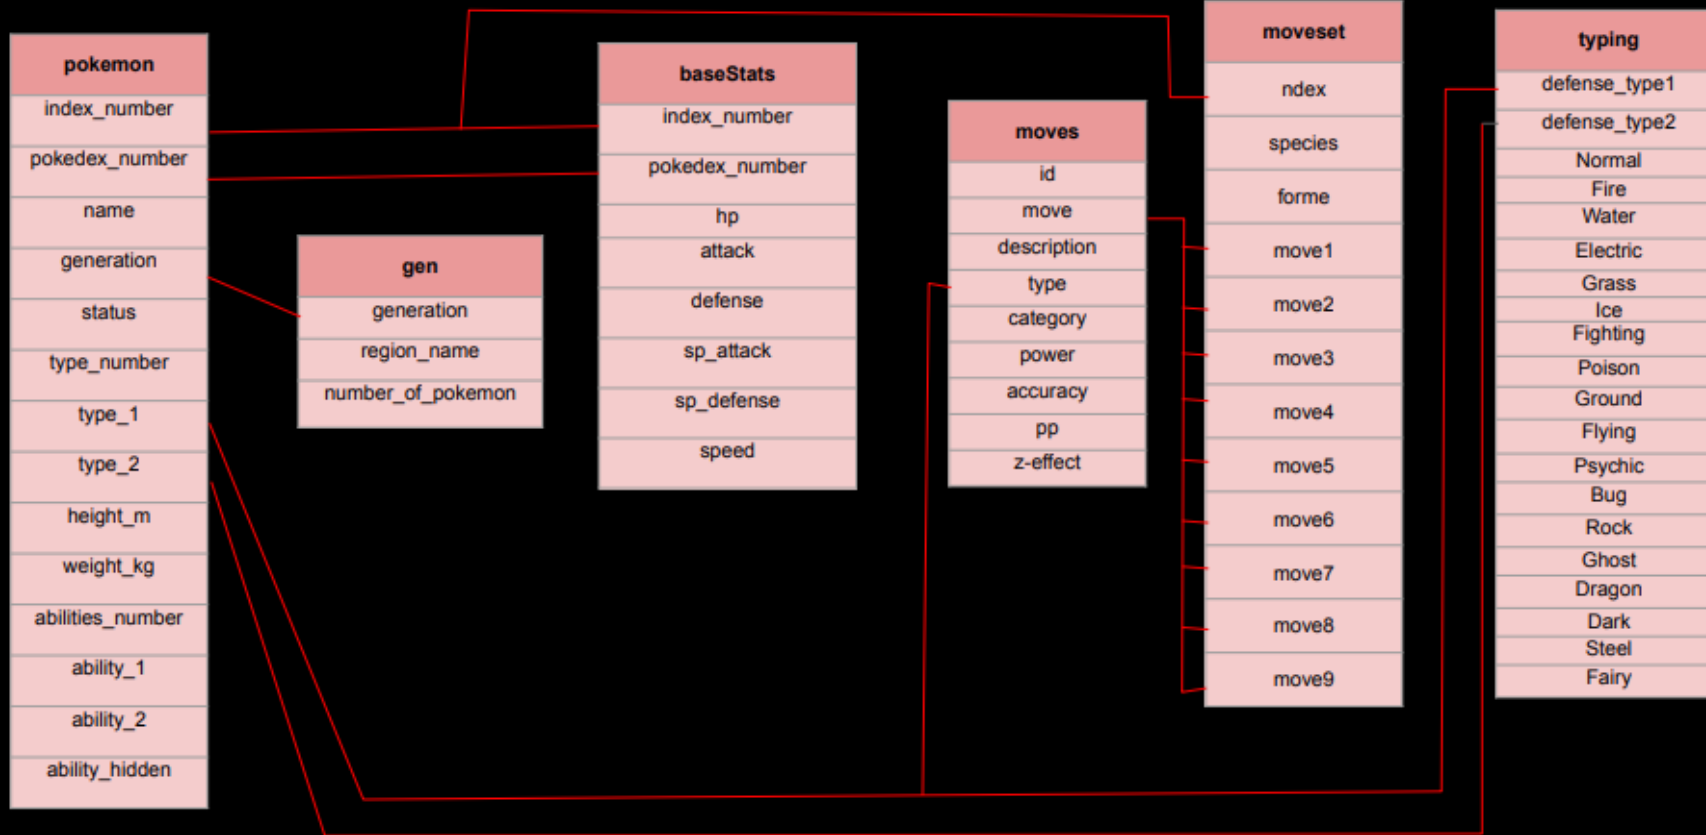 pokemon
index_number
pokedex_number
name
generation
status
type_number
type_1
type_2
height_m
weight_kg
abilities_number
ability_1
ability_2
ability_hidden
gen
generation
region_name
number_of_pokemon
baseStats
index_number
pokedex_number
hp
attack
defense
sp_attack
sp_defense
speed
moves
id
move
description
type
category
power
accuracy
pp
z-effect
moveset
ndex
species
forme
move1
move2
move3
move4
move5
move6
move7
move8
move9
typing
defense_type1
defense_type2
Normal
Fire
Water
Electric
Grass
Ice
Fighting
Poison
Ground
Flying
Psychic
Bug
Rock
Ghost
Dragon
Dark
Steel
Fairy